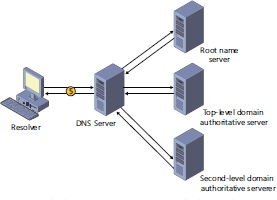 Root name
server
5
Resolver
DNS Server
Top-level domain
authoritative server
Second-level domain
authoritative serverer